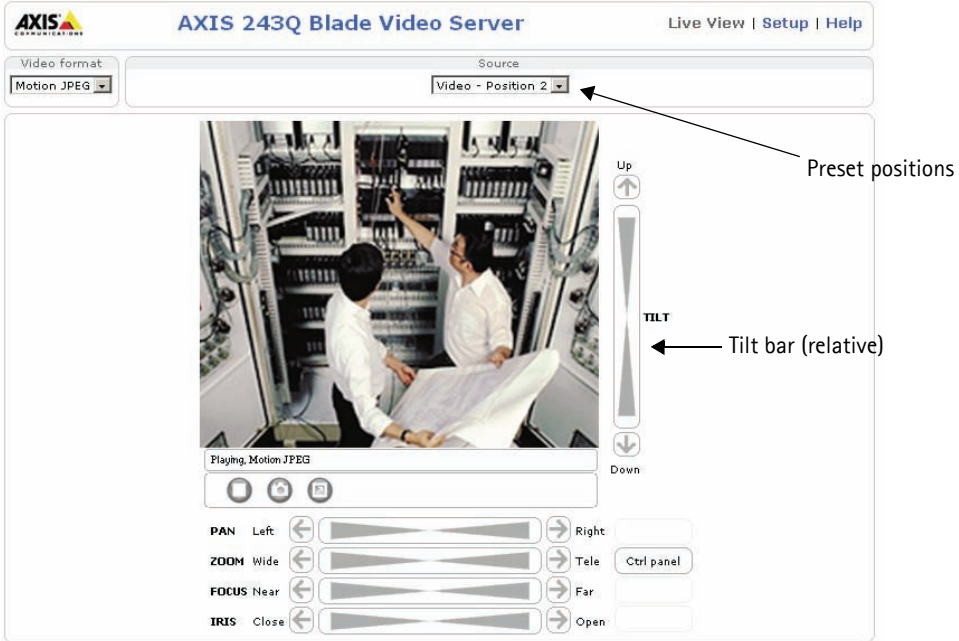 AXIS
COMMUNICATIONS
AXIS 243Q Blade Video Server
Live View | Setup | Help
Video format
Motion JPEG
Source
Video - Position 2
Preset positions
Up
TILT
Tilt bar (relative)
Down
Playing, Motion JPEG
PAN Left Right
ZOOM Wide Tele Ctrl panel
FOCUS Near Far
IRIS Close Open